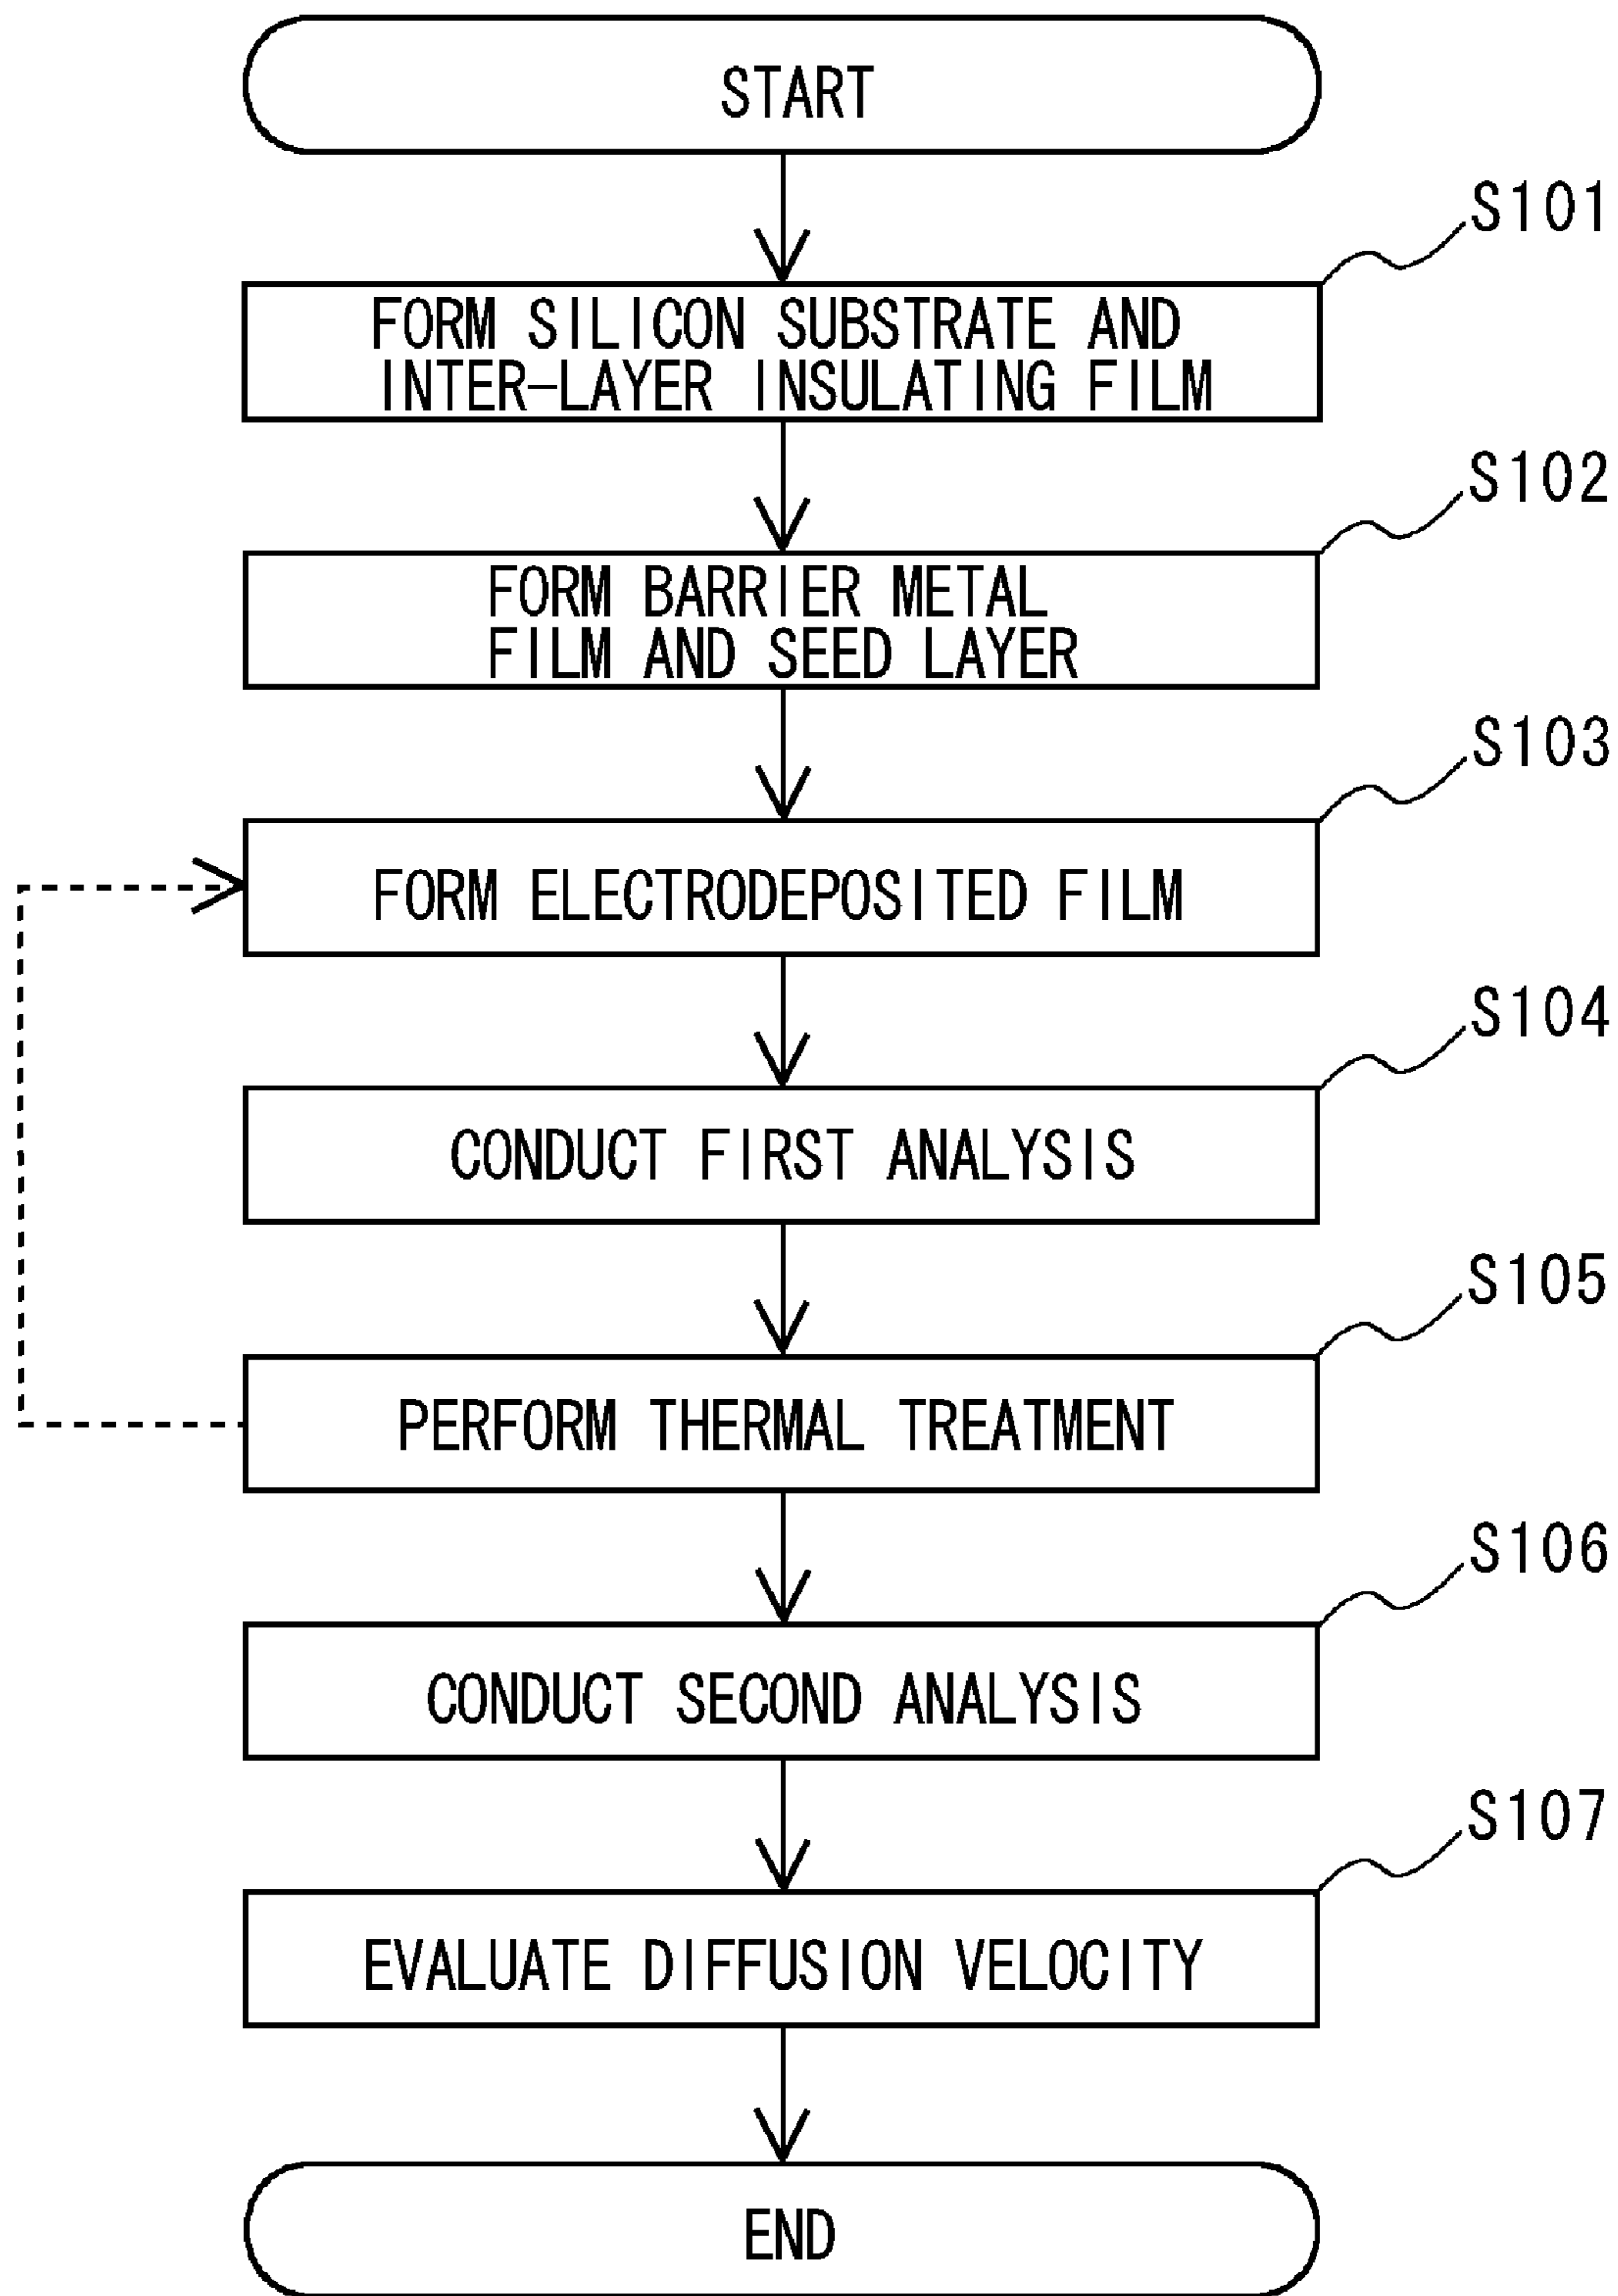 START
S101
FORM SILICON SUBSTRATE AND
INTER-LAYER INSULATING FILM
S102
FORM BARRIER METAL
FILM AND SEED LAYER
S103
FORM ELECTRODEPOSITED FILM
S104
CONDUCT FIRST ANALYSIS
S105
PERFORM THERMAL TREATMENT
S106
CONDUCT SECOND ANALYSIS
S107
EVALUATE DIFFUSION VELOCITY
END